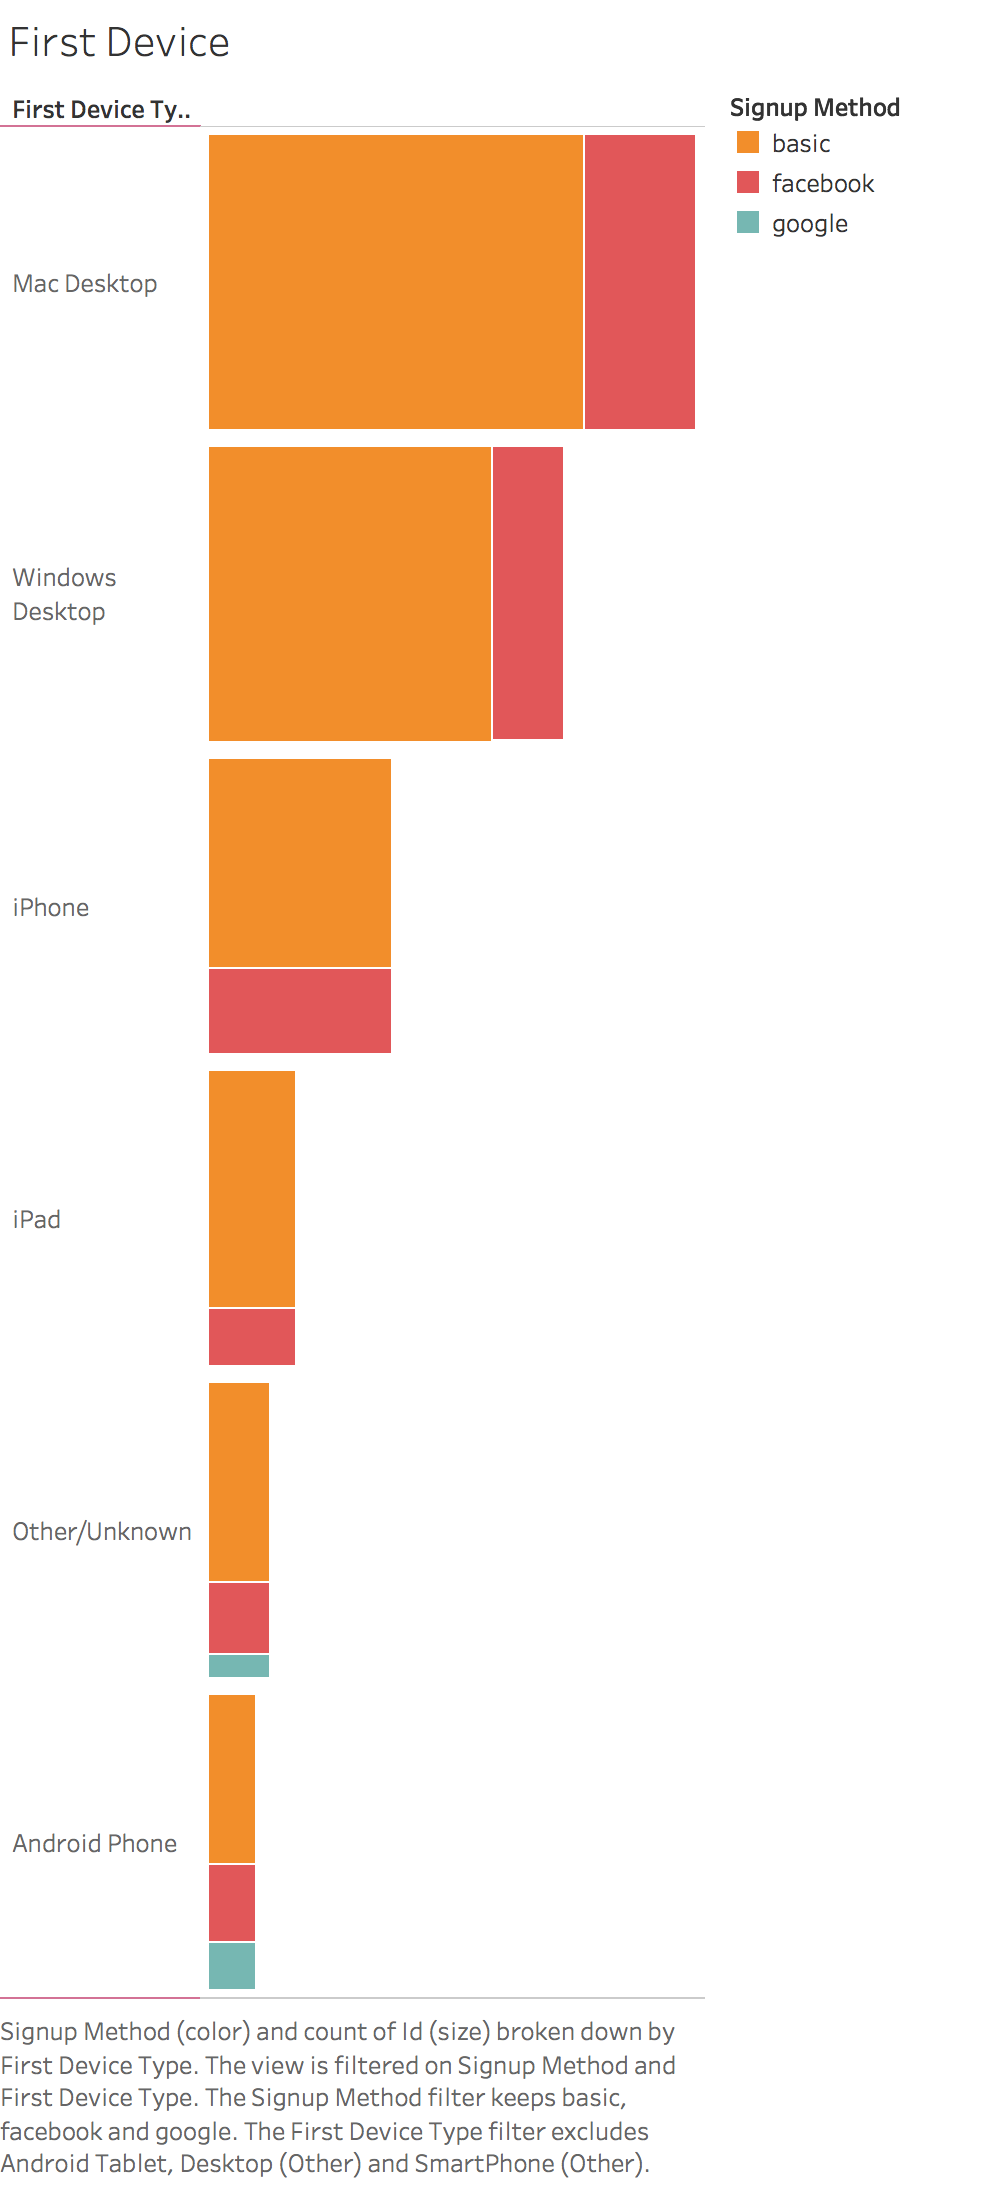 First Device
First Device Ty..
Signup Method
basic
facebook
google
Mac Desktop
Windows
Desktop
iPhone
iPad
Other/Unknown
Android Phone
Signup Method (color) and count of Id (size) broken down by
First Device Type. The view is filtered on Signup Method and
First Device Type. The Signup Method filter keeps basic,
facebook and google. The First Device Type filter excludes
Android Tablet, Desktop (Other) and SmartPhone (Other).